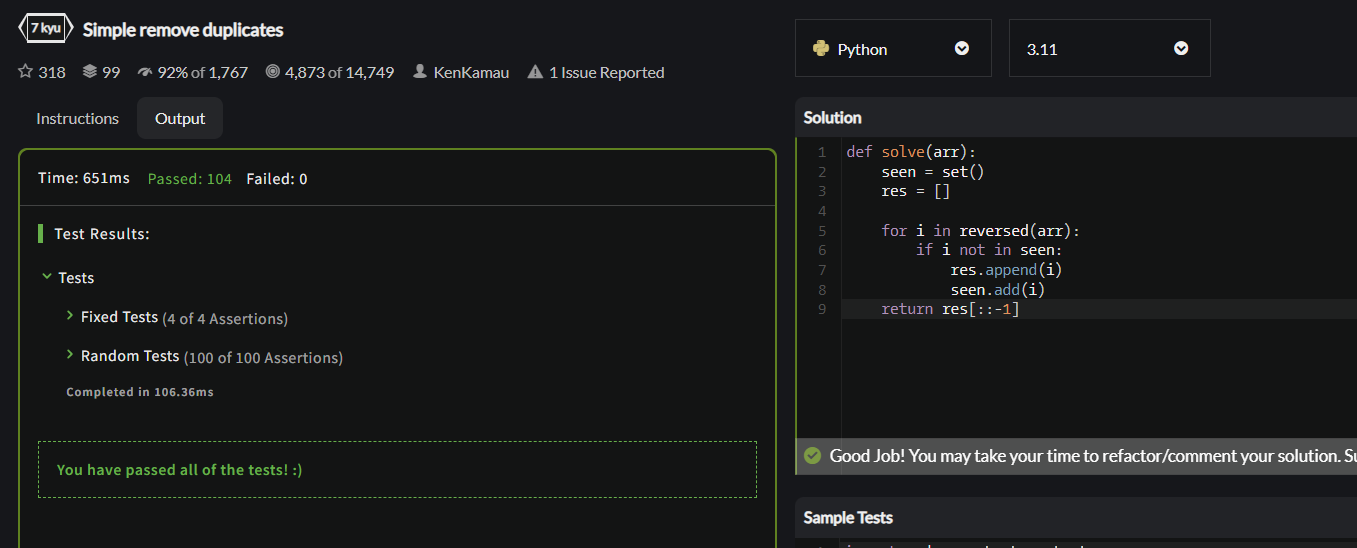 7 kyu Simple remove duplicates
318 99 92% of 1,767 4,873 of 14,749 KenKamau 1 Issue Reported
Instructions Output
Time: 651ms Passed: 104 Failed: 0
Test Results:
Tests
Fixed Tests (4 of 4 Assertions)
Random Tests (100 of 100 Assertions)
Completed in 106.36ms
You have passed all of the tests! :)
Python 3.11
Solution
1 def solve(arr):
2     seen = set()
3     res = []
4
5     for i in reversed(arr):
6         if i not in seen:
7             res.append(i)
8             seen.add(i)
9     return res[::-1]
Good Job! You may take your time to refactor/comment your solution.
Sample Tests